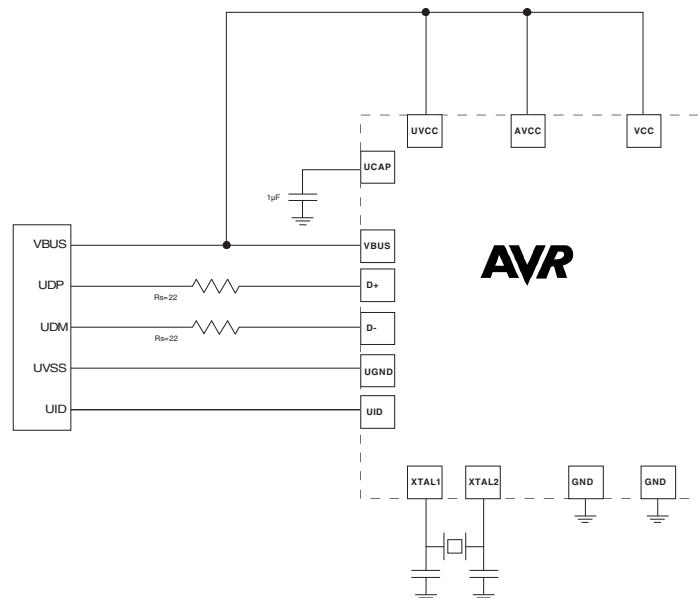 UVCC AVCC VCC
UCAP
1µF
VBUS VBUS
AVR
UDP D+
Rs=22
UDM D-
Rs=22
UVSS UGND
UID UID
XTAL1 XTAL2 GND GND